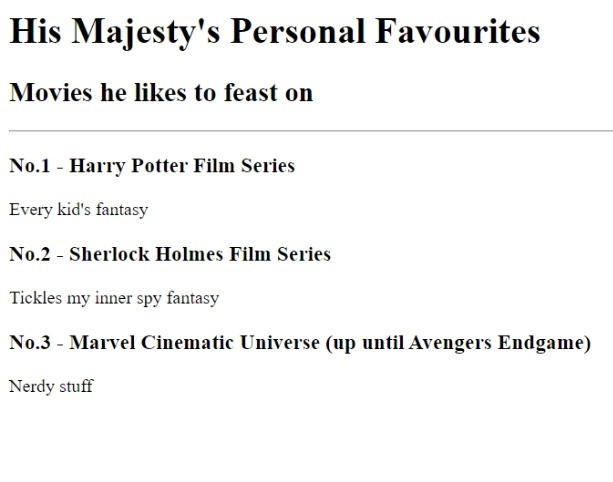 His Majesty's Personal Favourites
Movies he likes to feast on
No.1 - Harry Potter Film Series
Every kid's fantasy
No.2 - Sherlock Holmes Film Series
Tickles my inner spy fantasy
No.3 - Marvel Cinematic Universe (up until Avengers Endgame)
Nerdy stuff